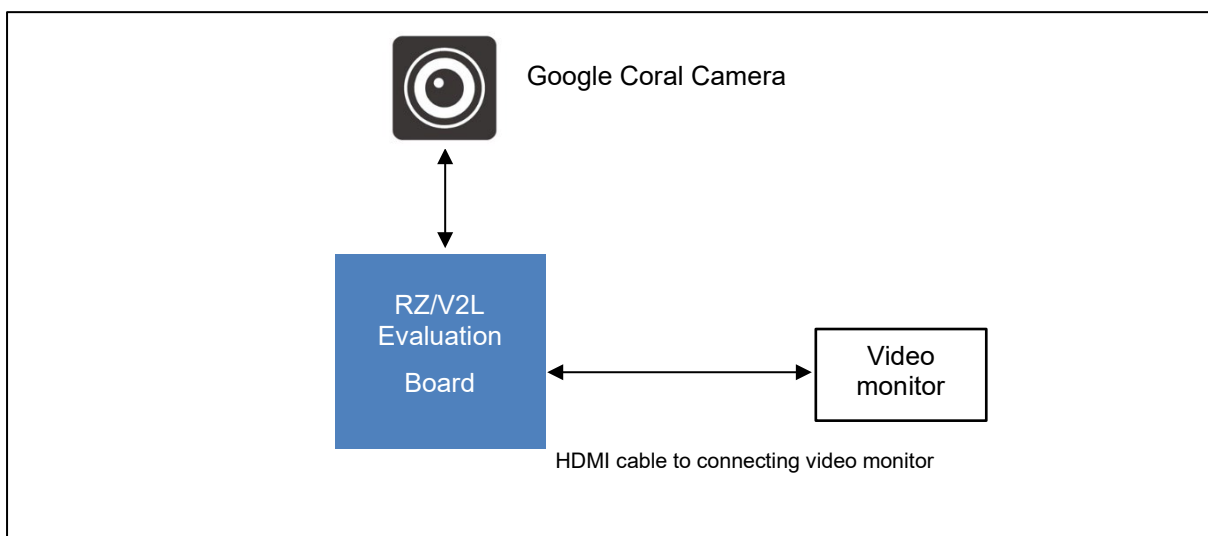 Google Coral Camera
RZ/V2L
Evaluation
Board
Video
monitor
HDMI cable to connecting video monitor